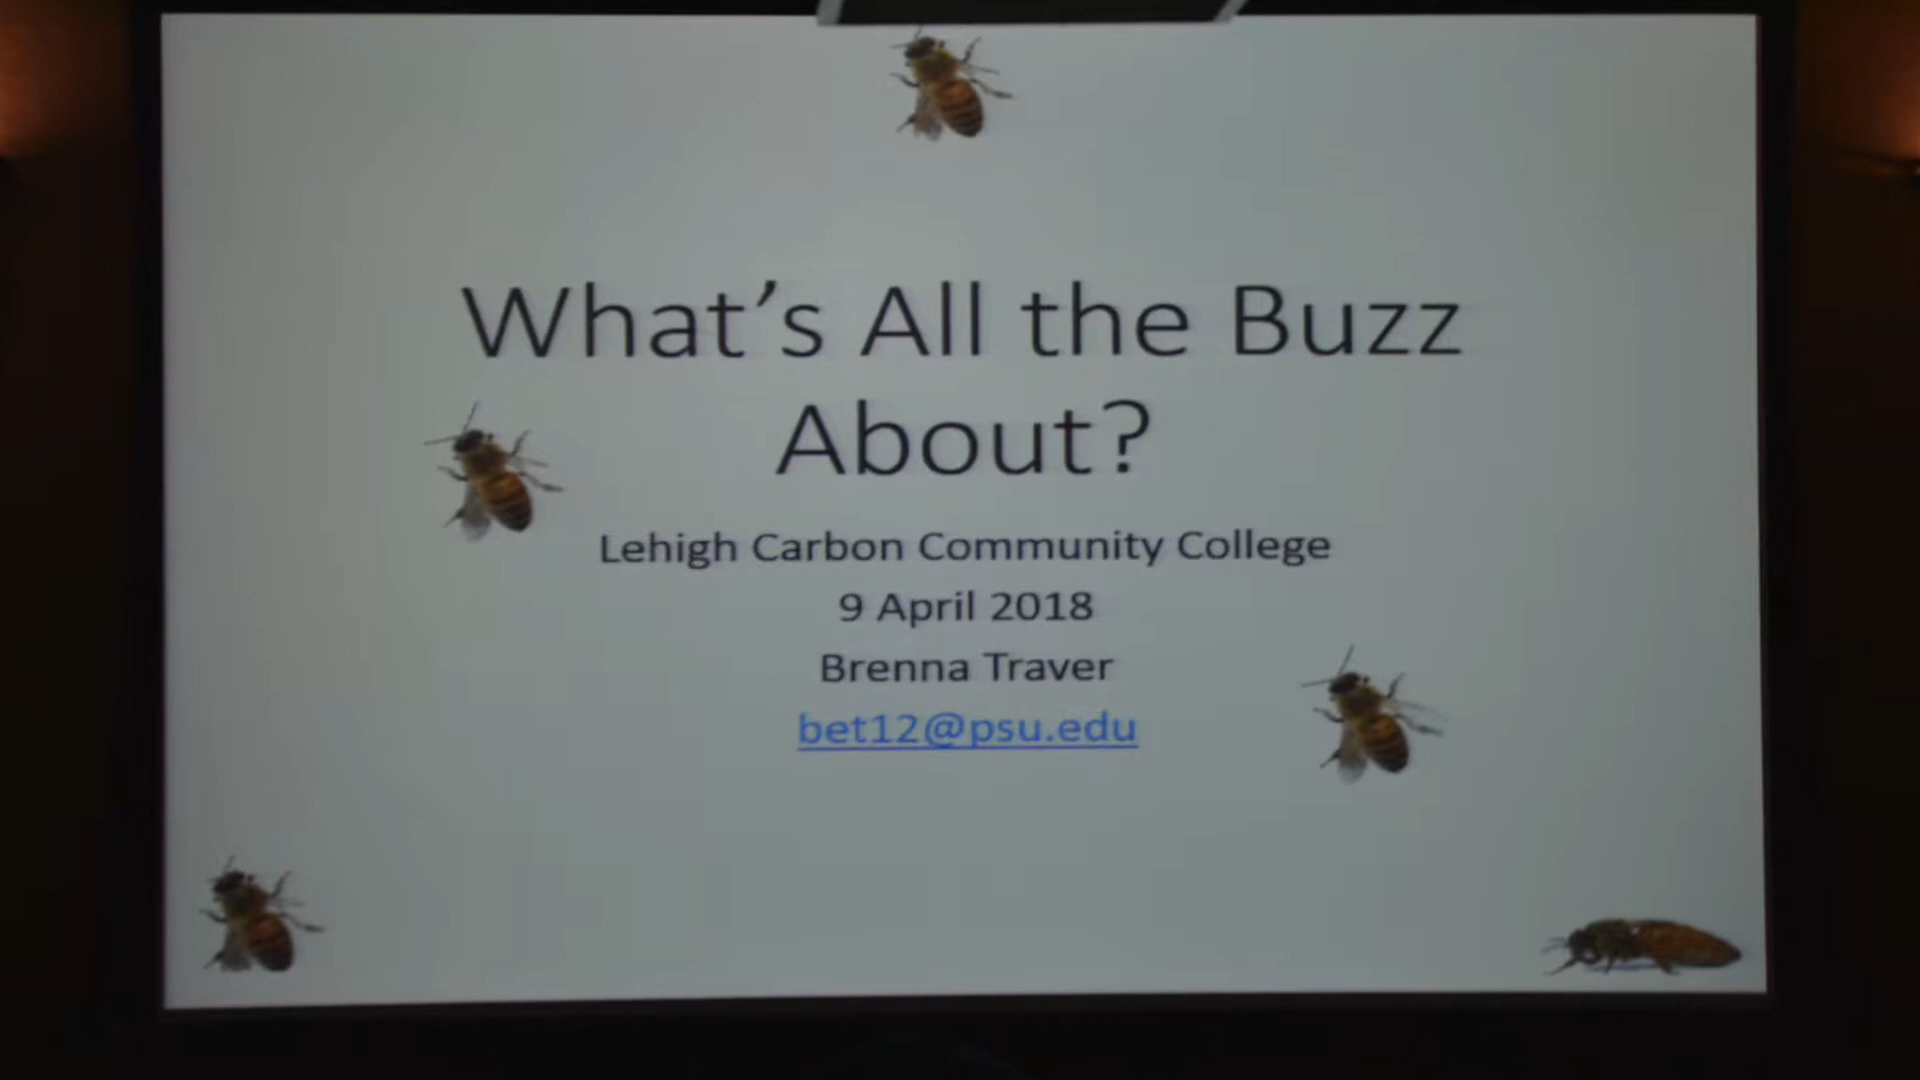 What's All the Buzz
About?
Lehigh Carbon Community College
9 April 2018
Brenna Traver
bet12@psu.edu